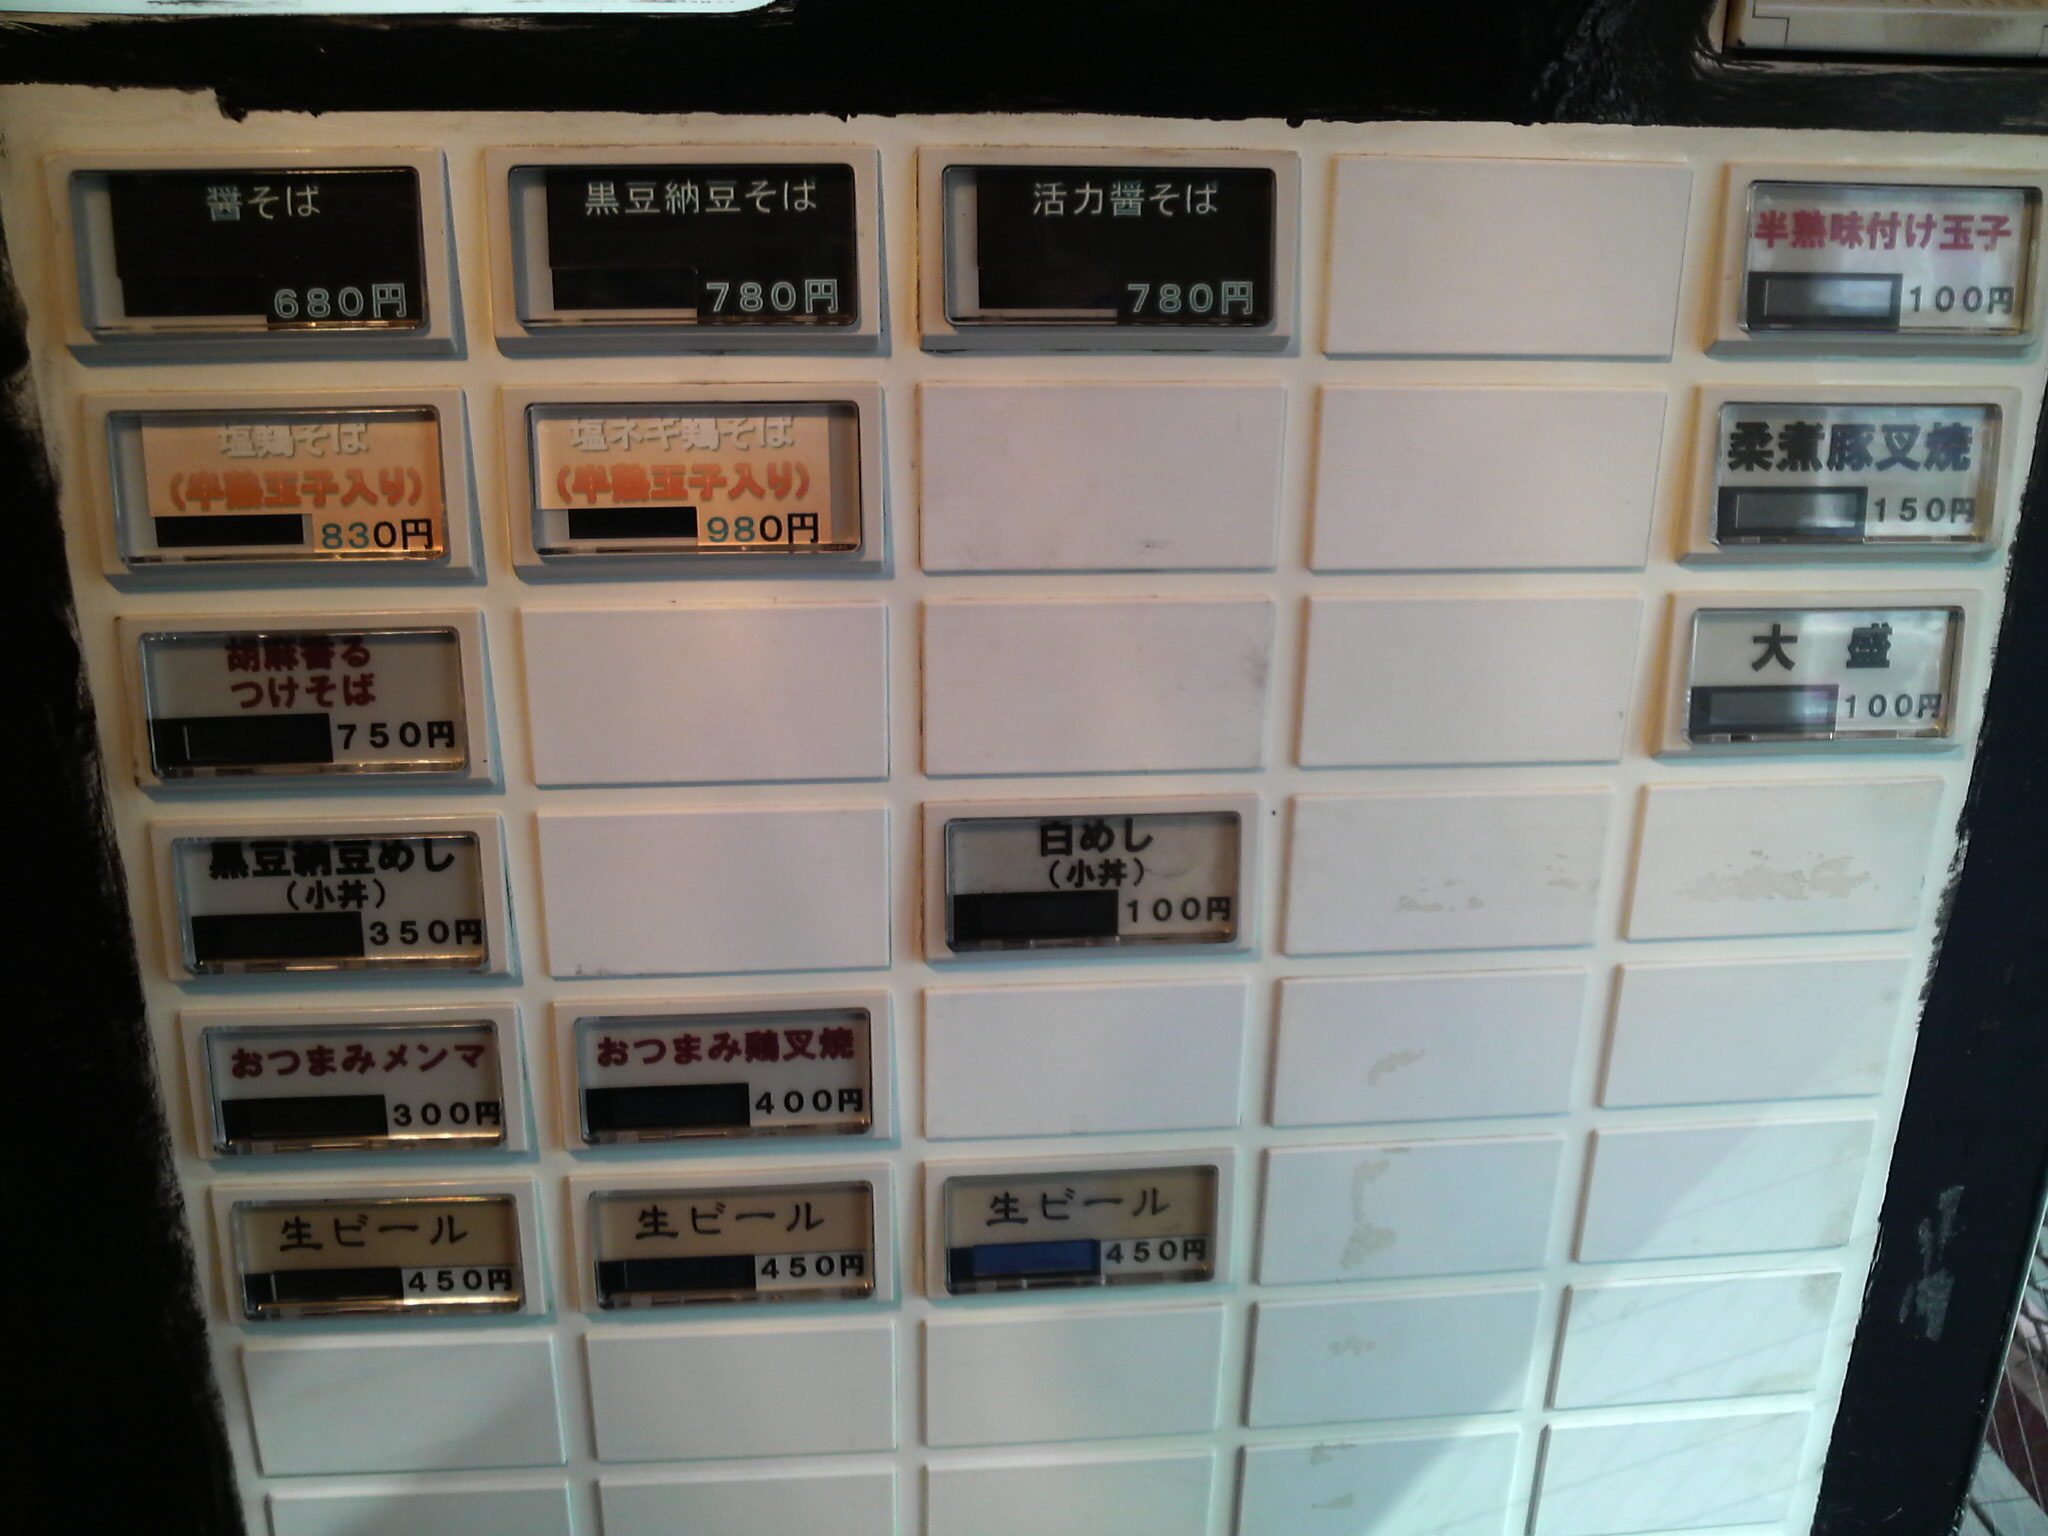 醤そば
680円
黒豆納豆そば
780円
活力醤そば
780円
半熟味付け玉子
100円
塩鶏そば
(半熟玉子入り)
830円
塩ネギ鶏そば
(半熟玉子入り)
980円
柔煮豚叉焼
150円
胡麻香る
つけそば
750円
大 盛
100円
黒豆納豆めし
(小丼)
350円
白めし
(小丼)
100円
おつまみメンマ
300円
おつまみ鶏叉焼
400円
生ビール
450円
生ビール
450円
生ビール
450円